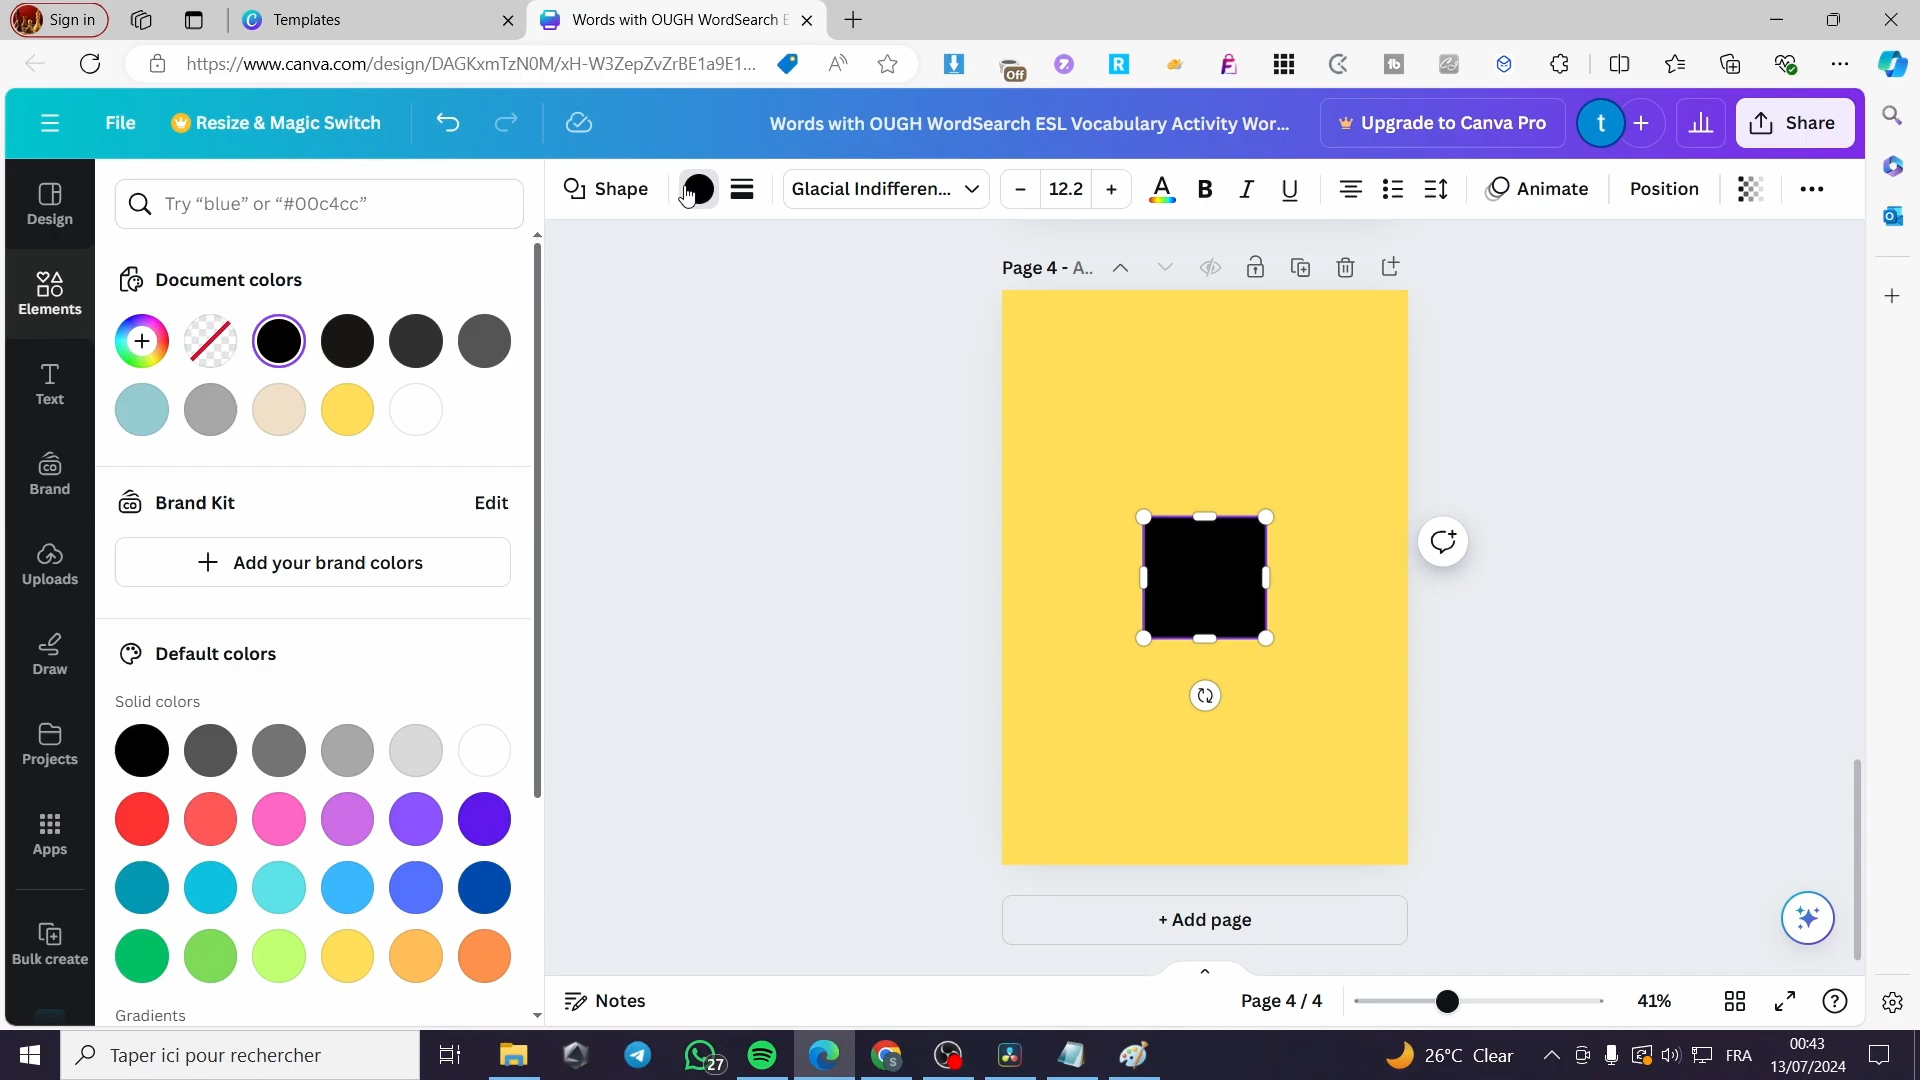 Sign in
Templates
Words with OUGH WordSearch E
https://www.canva.com/design/DAGKxmTzN0M/xH-W3ZepZvZrBE1a9E1...
Off
File
Resize & Magic Switch
Words with OUGH WordSearch ESL Vocabulary Activity Wor...
Upgrade to Canva Pro
t
Share
Design
Elements
Text
Brand
Uploads
Draw
Projects
Apps
Bulk create
Try “blue” or “#00c4cc”
Document colors
Brand Kit
Edit
Add your brand colors
Default colors
Solid colors
Gradients
Shape
Glacial Indifferen...
12.2
A
B
I
U
Animate
Position
Page 4 - A..
+ Add page
Notes
Page 4 / 4
41%
Taper ici pour rechercher
27
26°C Clear
FRA
00:43
13/07/2024